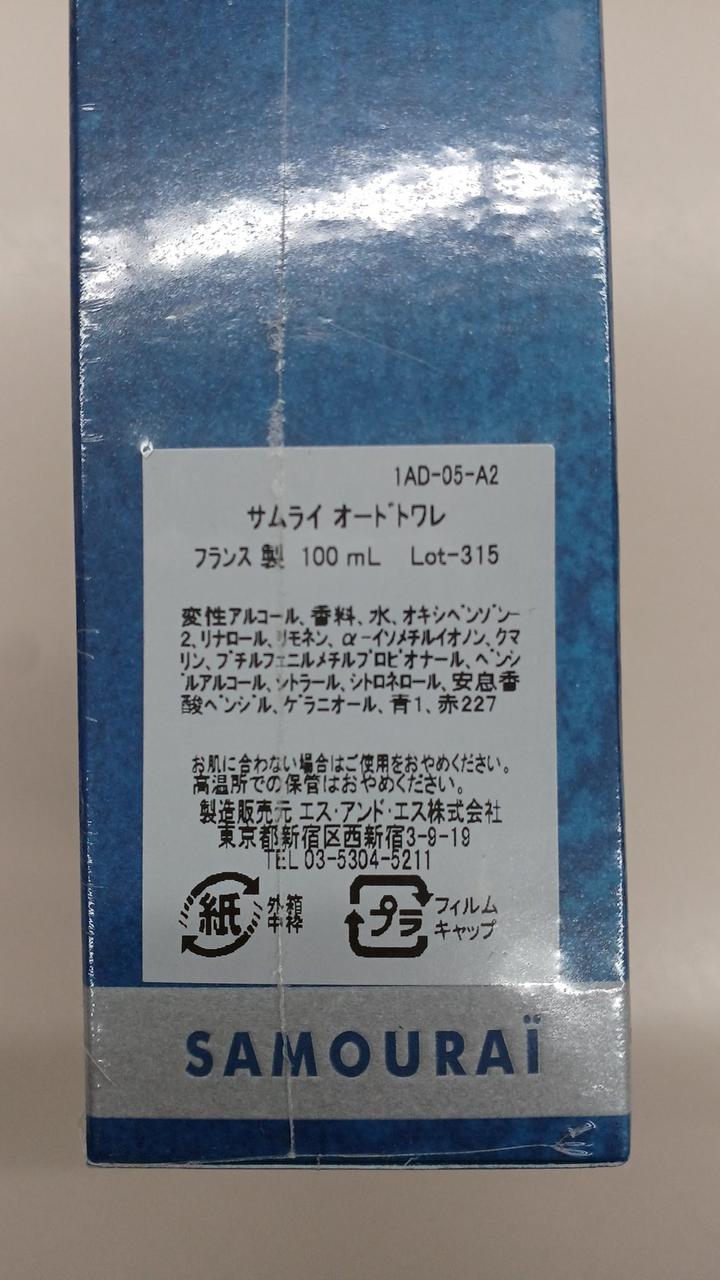 1AD-05-A2
サムライ オードトワレ
フランス 製 100 mL Lot-315
変性アルコール、香料、水、オキシベンゾン-
2、リナロール、リモネン、α-イソメチルイオノン、クマ
リン、ブチルフェニルメチルプロピオナール、ベンジ
ルアルコール、シトラール、シトロネロール、安息香
酸ベンジル、ゲラニオール、青1、赤227
お肌に合わない場合はご使用をおやめください。
高温所での保管はおやめください。
製造販売元 エス・アンド・エス株式会社
東京都新宿区西新宿3-9-19
TEL 03-5304-5211
紙 外箱 中枠
プラ フィルム キャップ
SAMOURAÏ